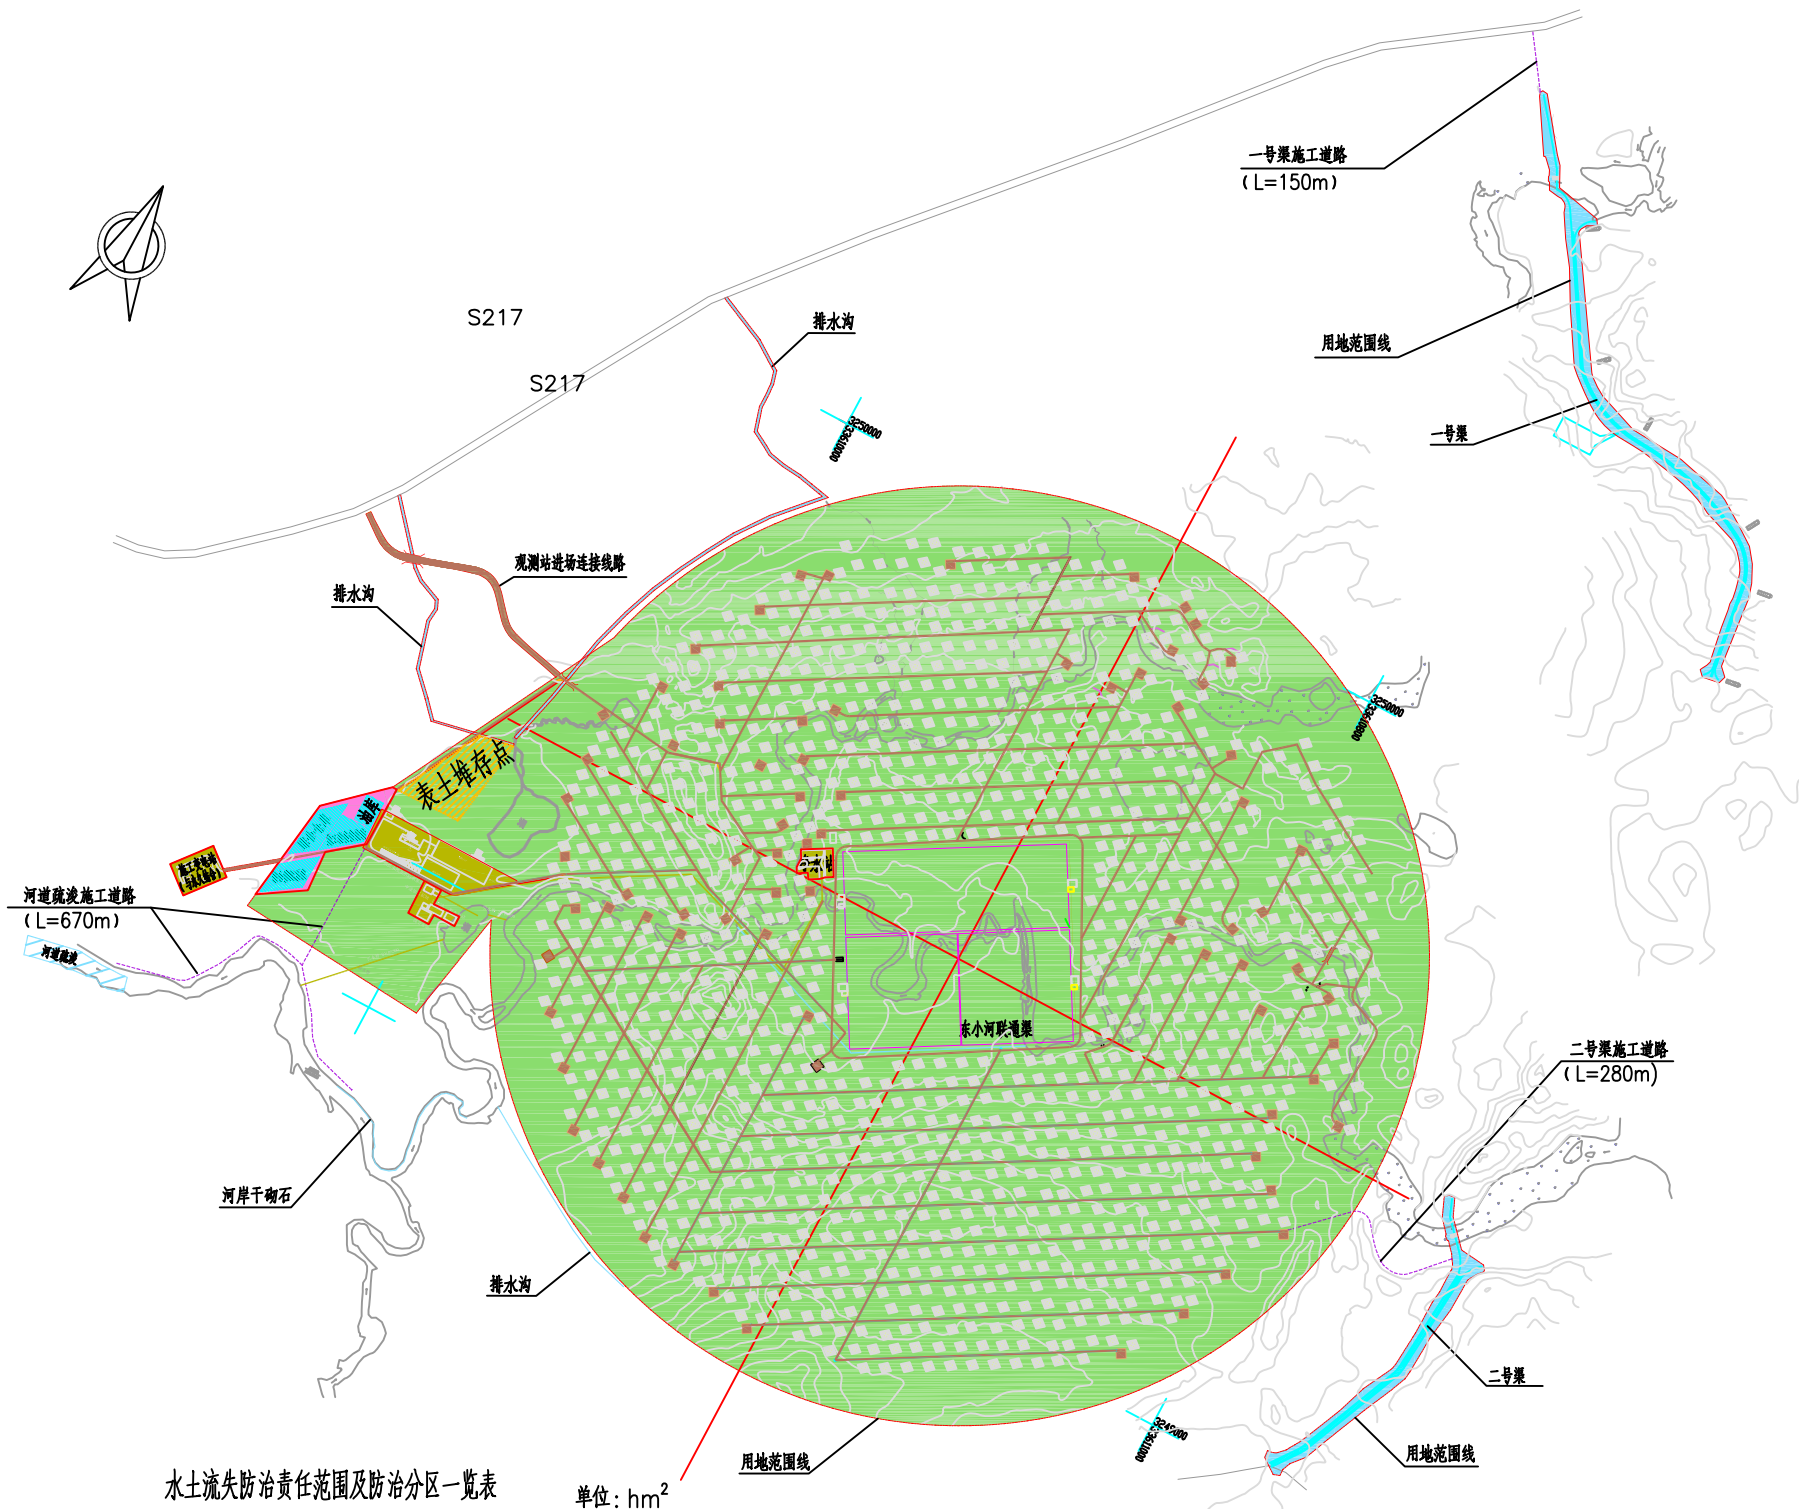 一号渠施工道路
(L=150m)
S217
排水沟
用地范围线
S217
3250000
33610000
一号渠
观测站进场连接线路
排水沟
3250000
表土堆存点
油库
河道疏浚施工道路
(L=670m)
河道疏浚
东小河联通渠
二号渠施工道路
(L=280m)
河岸干砌石
排水沟
二号渠
用地范围线
用地范围线
水土流失防治责任范围及防治分区一览表
单位: hm²